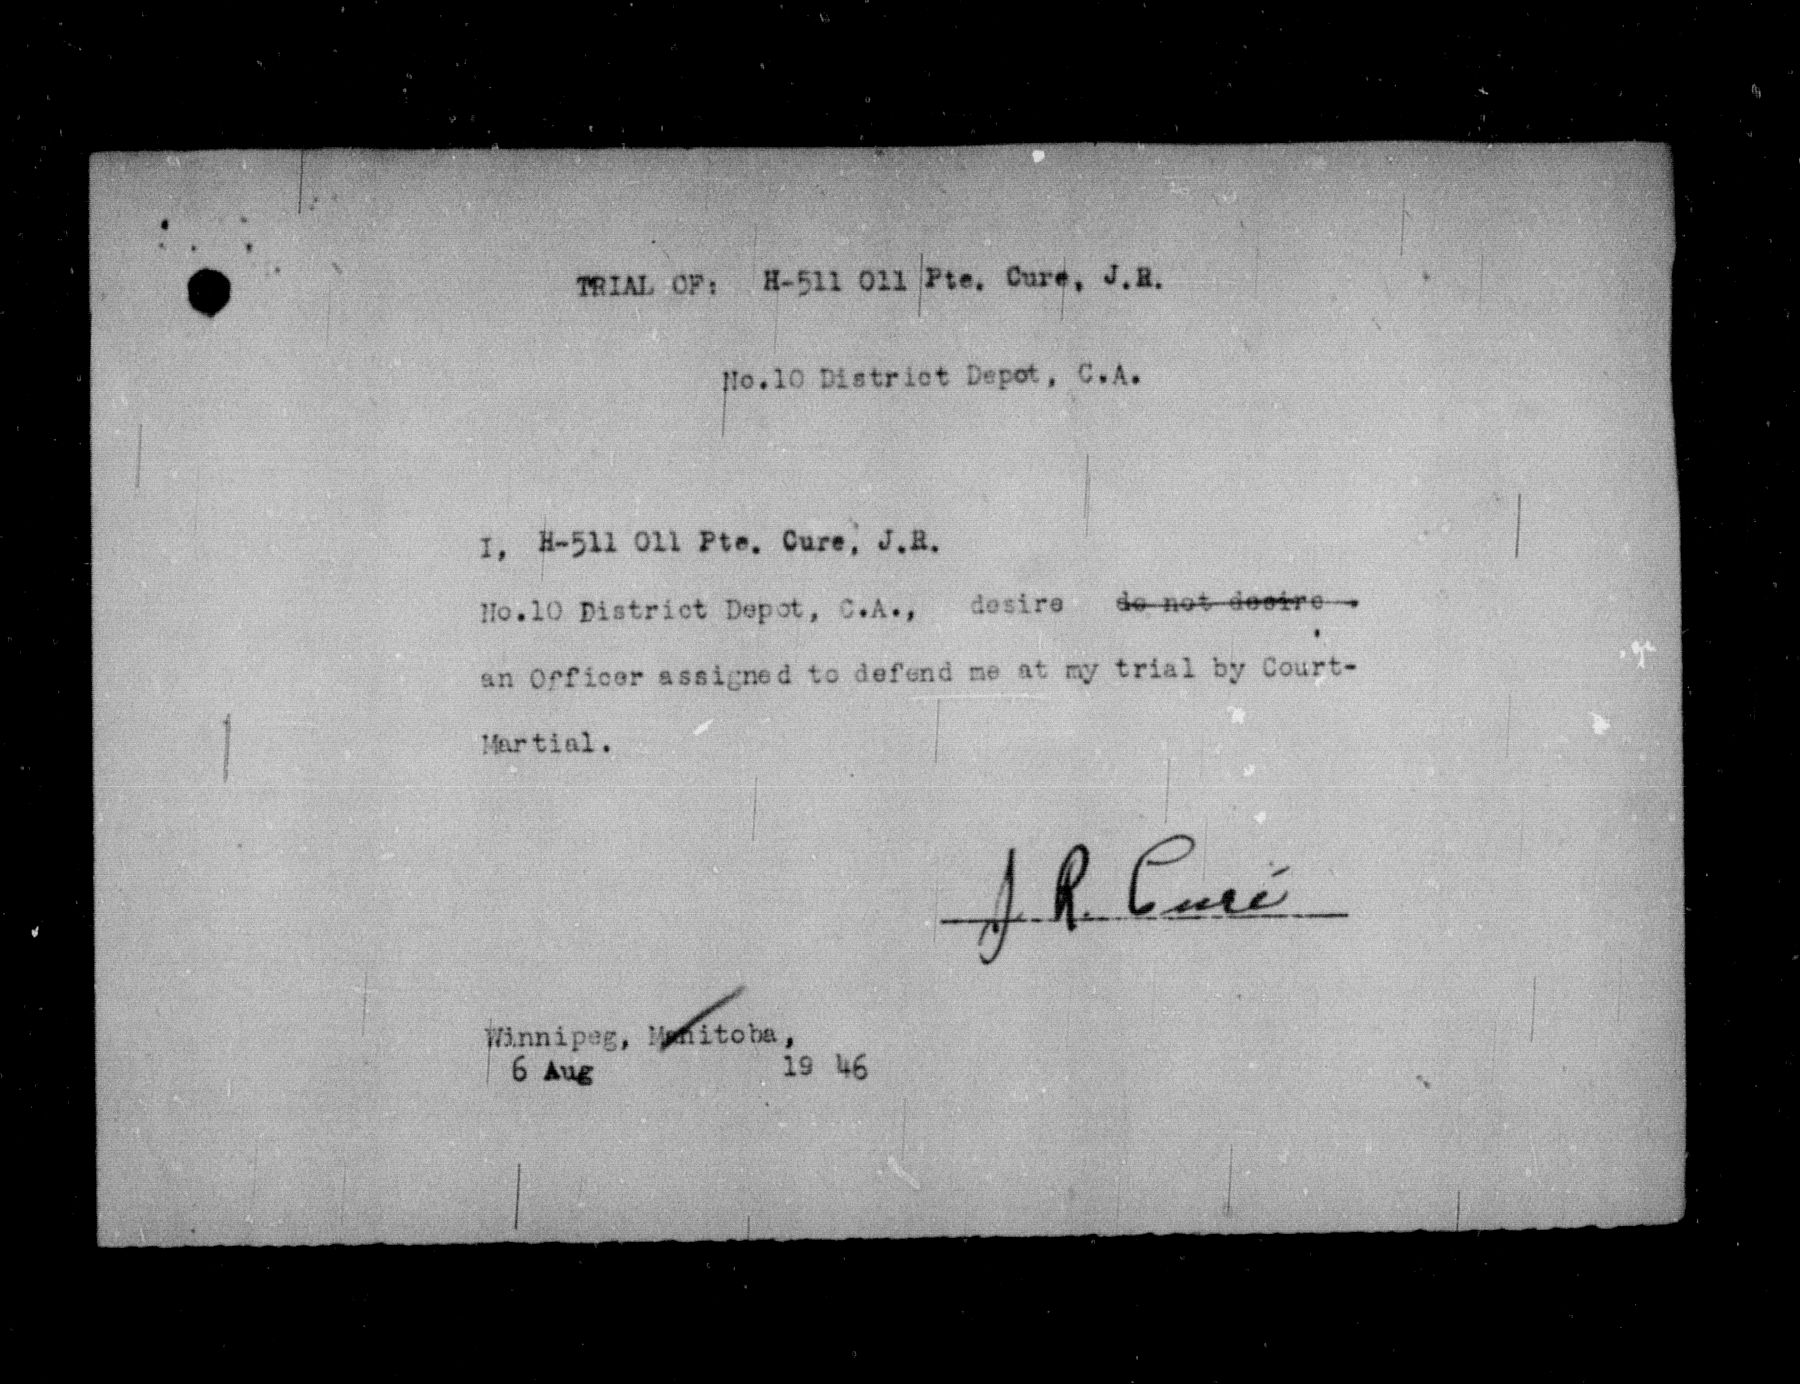 TRIAL OF: H-511 011 Pte. Cure, J.R.
No.10 District Depot, C.A.
I, H-511 011 Pte. Cure, J.R.
No.10 District Depot, C.A., desire do not desire
an Officer assigned to defend me at my trial by Court-
Martial.
J. R. Curé
Winnipeg, Manitoba,
6 Aug 19 46